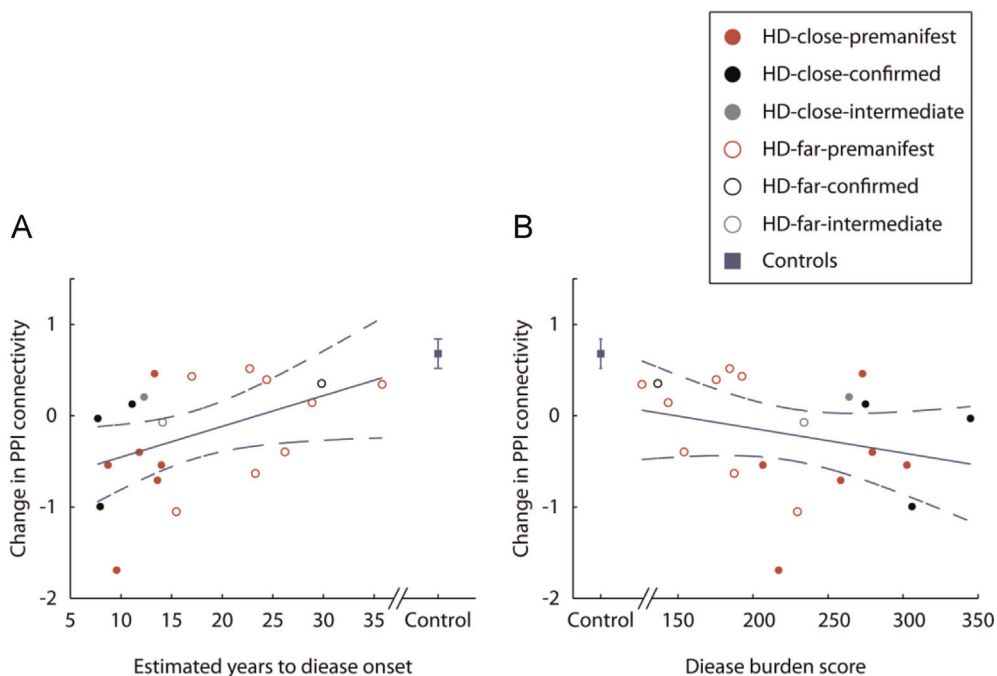 HD-close-premanifest
HD-close-confirmed
HD-close-intermediate
HD-far-premanifest
HD-far-confirmed
HD-far-intermediate
Controls
A
Change in PPI connectivity
1
0
-1
-2
5 10 15 20 25 30 35 Control
Estimated years to disease onset
B
Change in PPI connectivity
1
0
-1
-2
Control 150 200 250 300 350
Diease burden score